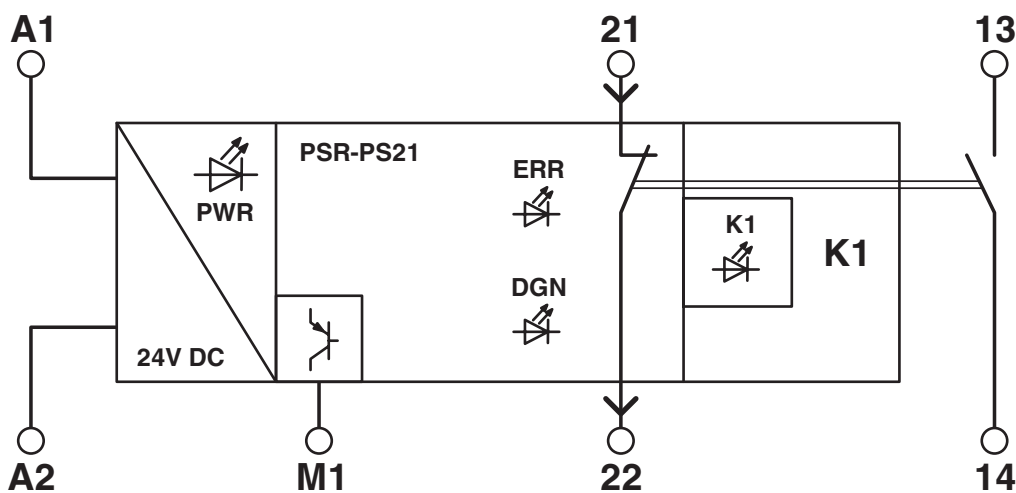 A1
21
13
PSR-PS21
ERR
PWR
K1
K1
DGN
24V DC
A2
M1
22
14